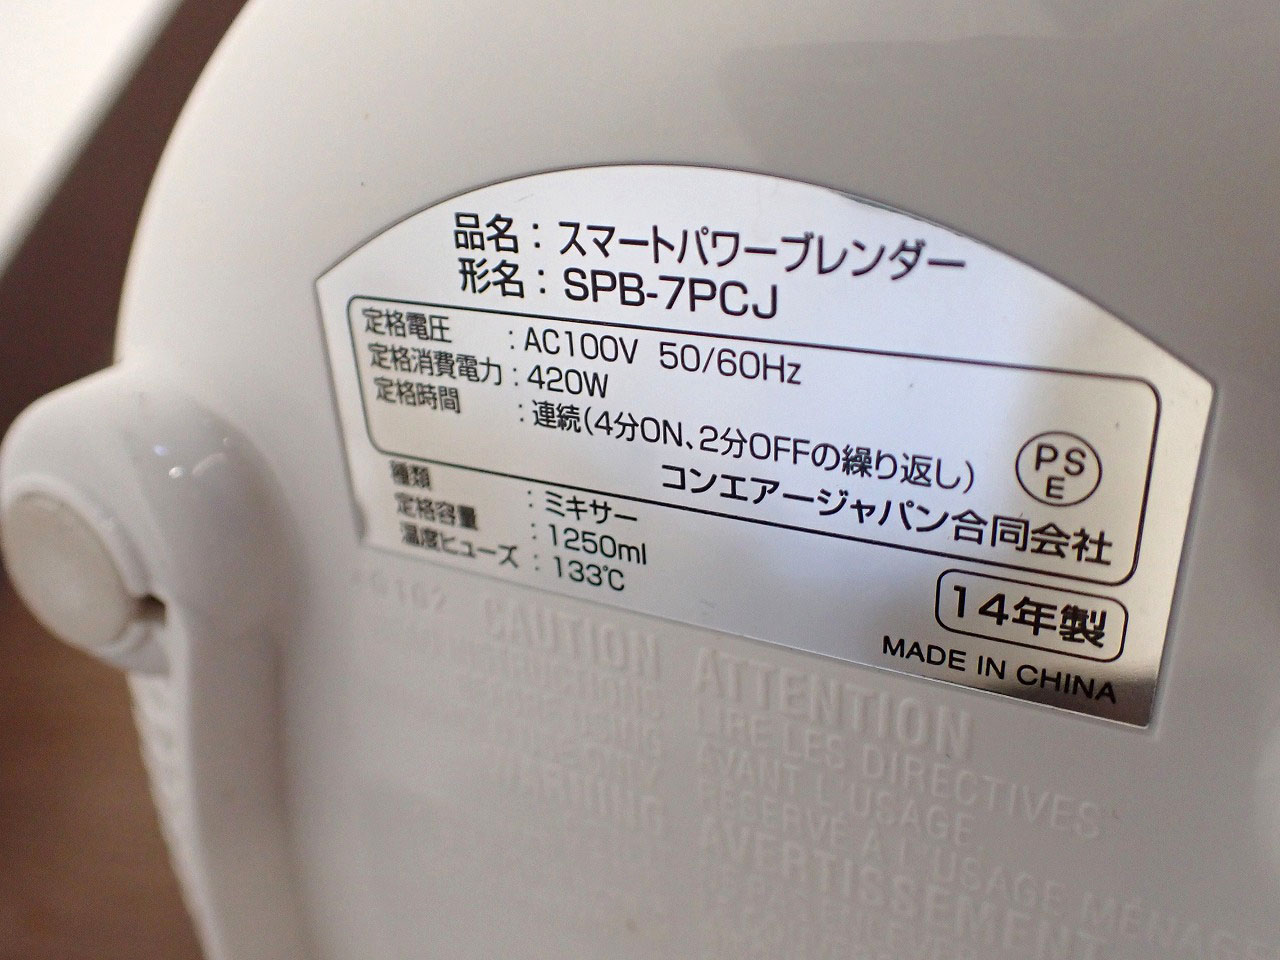 品名：スマートパワーブレンダー
形名：SPB-7PCJ
定格電圧：AC100V 50/60Hz
定格消費電力：420W
定格時間：連続(4分ON、2分OFFの繰り返し)
PSE
コンエアージャパン合同会社
種類：ミキサー
定格容量：1250ml
温度ヒューズ：133℃
14年製
MADE IN CHINA
CAUTION
ATTENTION
LIRE LES DIRECTIVES
AVANT L'USAGE
RÉSERVÉ À L'USAGE MÉNAGER
AVERTISSEMENT